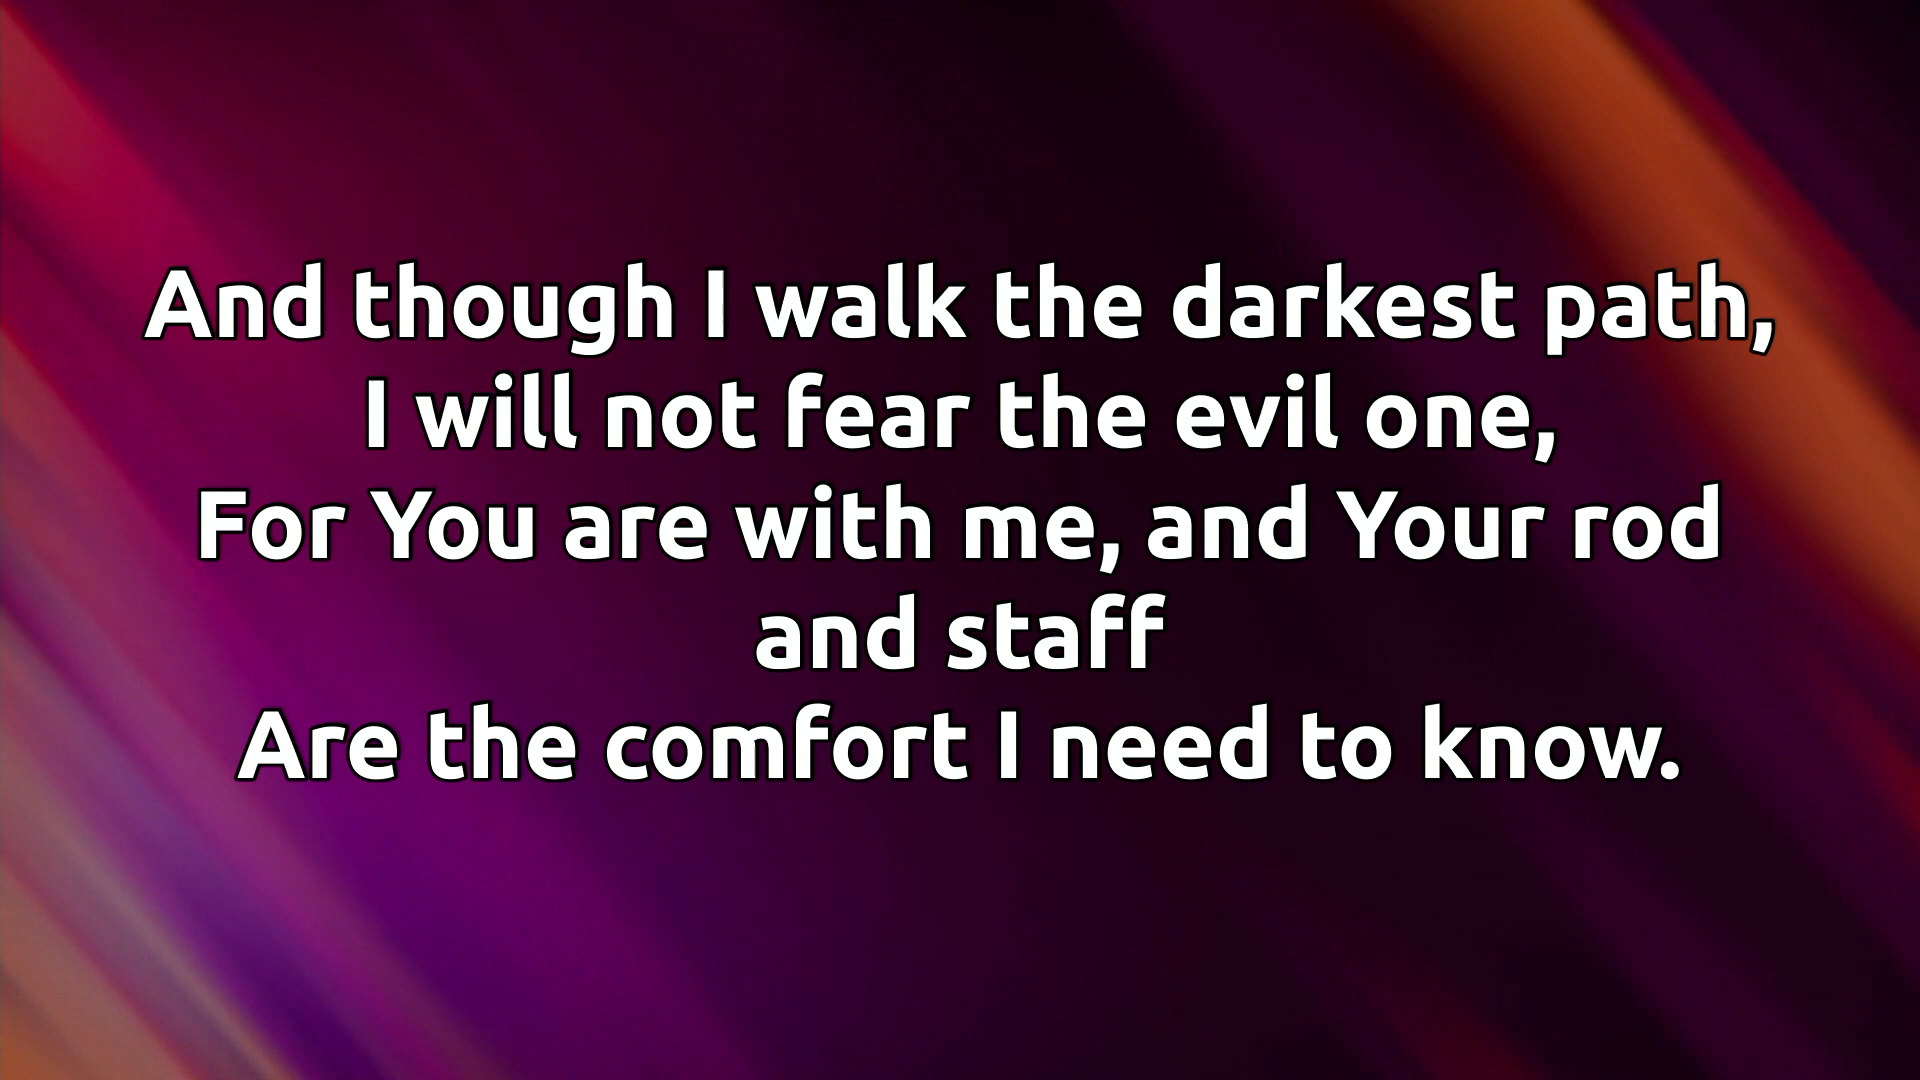 And though I walk the darkest path,
I will not fear the evil one,
For You are with me, and Your rod
and staff
Are the comfort I need to know.